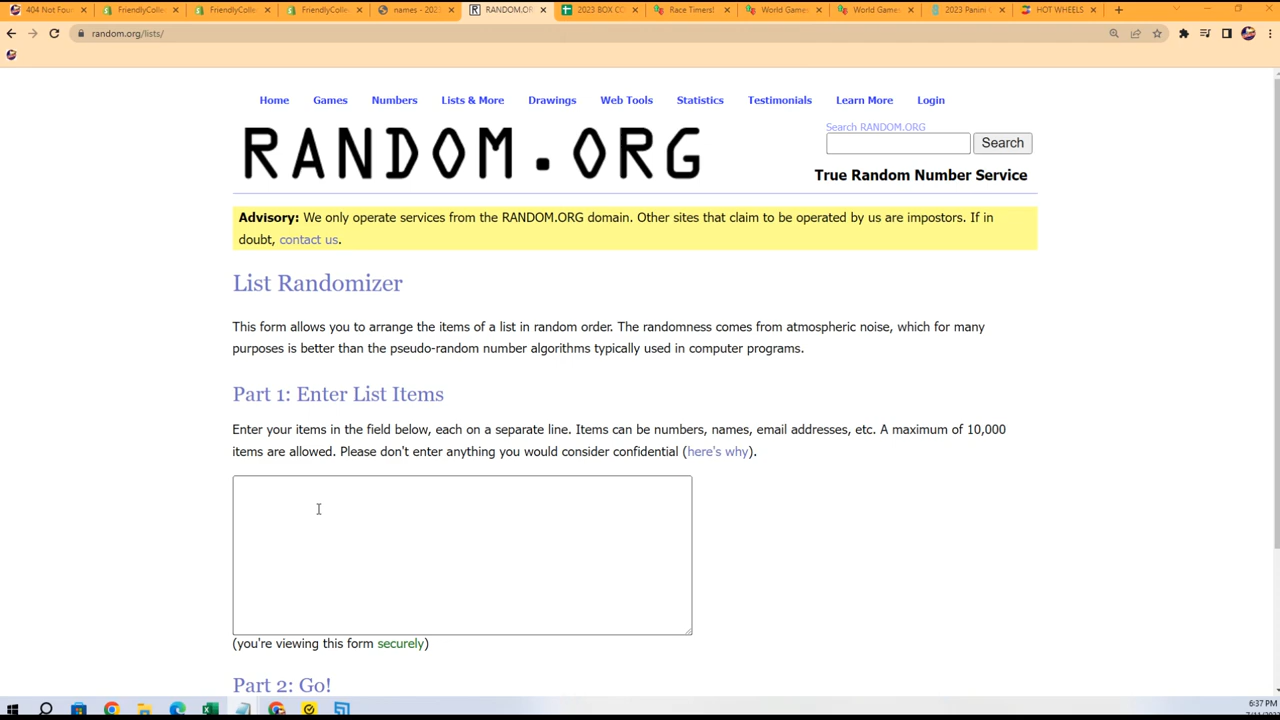 404 Not Foun
FriendlyColle
FriendlyColle
FriendlyColle
names - 202
RANDOM.OR
2023 BOX CO
Race Timers!
World Games
World Games
2023 Panini
HOT WHEELS
random.org/lists/
Home Games Numbers Lists & More Drawings Web Tools Statistics Testimonials Learn More Login
RANDOM.ORG
Search RANDOM.ORG
Search
True Random Number Service
Advisory: We only operate services from the RANDOM.ORG domain. Other sites that claim to be operated by us are impostors. If in
doubt, contact us.
List Randomizer
This form allows you to arrange the items of a list in random order. The randomness comes from atmospheric noise, which for many
purposes is better than the pseudo-random number algorithms typically used in computer programs.
Part 1: Enter List Items
Enter your items in the field below, each on a separate line. Items can be numbers, names, email addresses, etc. A maximum of 10,000
items are allowed. Please don't enter anything you would consider confidential (here's why).
(you're viewing this form securely)
Part 2: Go!
6:37 PM